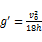 g' = v₀²/18h